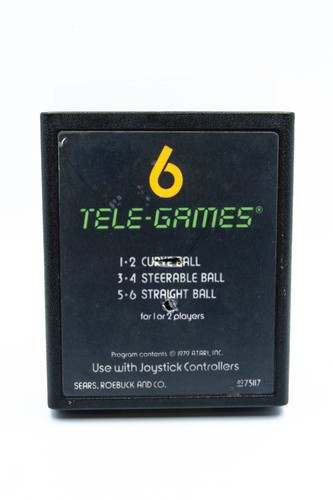 6
TELE-GAMES®
1-2 CURVE BALL
3-4 STEERABLE BALL
5-6 STRAIGHT BALL
for 1 or 2 players
Program contents © 1979 ATARI, INC.
Use with Joystick Controllers
SEARS, ROEBUCK AND CO. 4975117